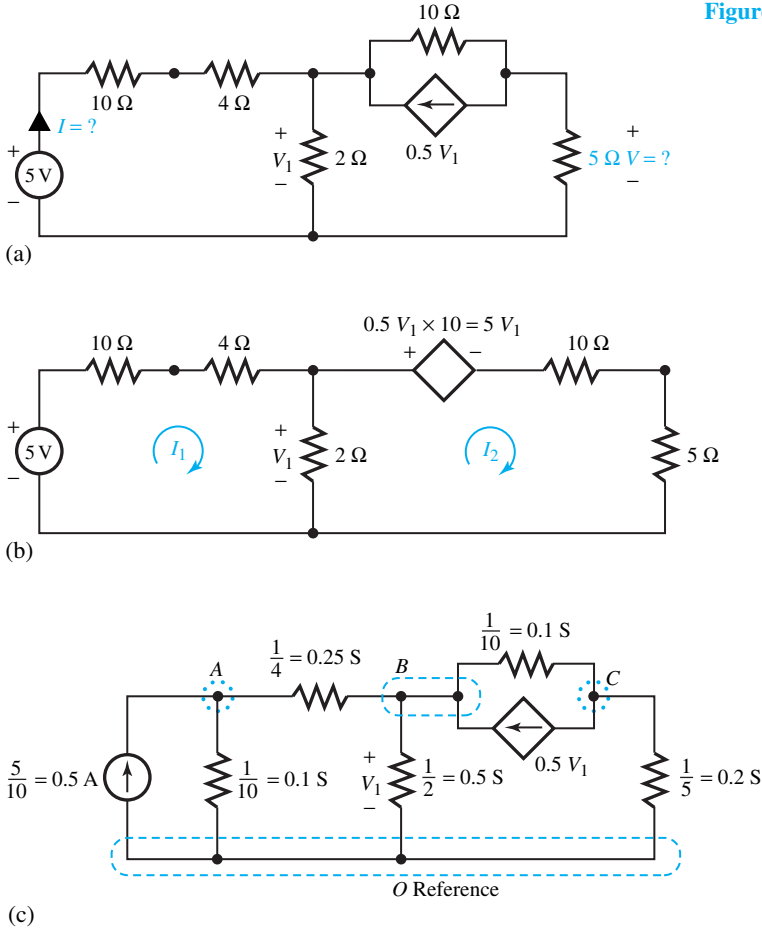 Figur
10 Ω
10 Ω
4 Ω
I = ?
+
V1
−
2 Ω
0.5 V1
+
5 V
−
5 Ω V = ?
+
−
(a)
0.5 V1 × 10 = 5 V1
10 Ω
4 Ω
+ −
10 Ω
+
5 V
−
I1
+
V1
−
2 Ω
I2
5 Ω
(b)
1/10 = 0.1 S
1/4 = 0.25 S
A
B
C
5/10 = 0.5 A
1/10 = 0.1 S
+
V1
−
1/2 = 0.5 S
0.5 V1
1/5 = 0.2 S
O Reference
(c)